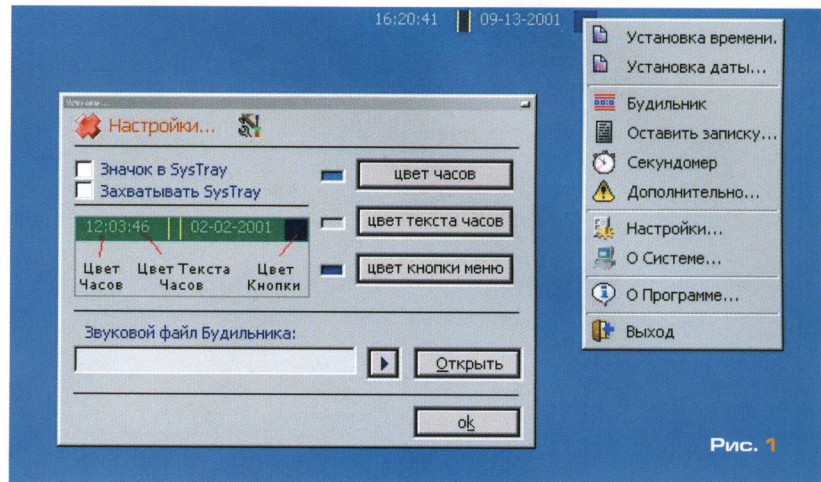 16:20:41 09-13-2001
Установка времени.
Установка даты...
Будильник
Оставить записку...
Секундомер
Дополнительно...
Настройки...
О Системе...
О Программе...
Выход
Настройки...
Значок в SysTray
Захватывать SysTray
12:03:46 02-02-2001
Цвет Часов
Цвет Текста Часов
Цвет Кнопки
цвет часов
цвет текста часов
цвет кнопки меню
Звуковой файл Будильника:
Открыть
ok
Рис. 1